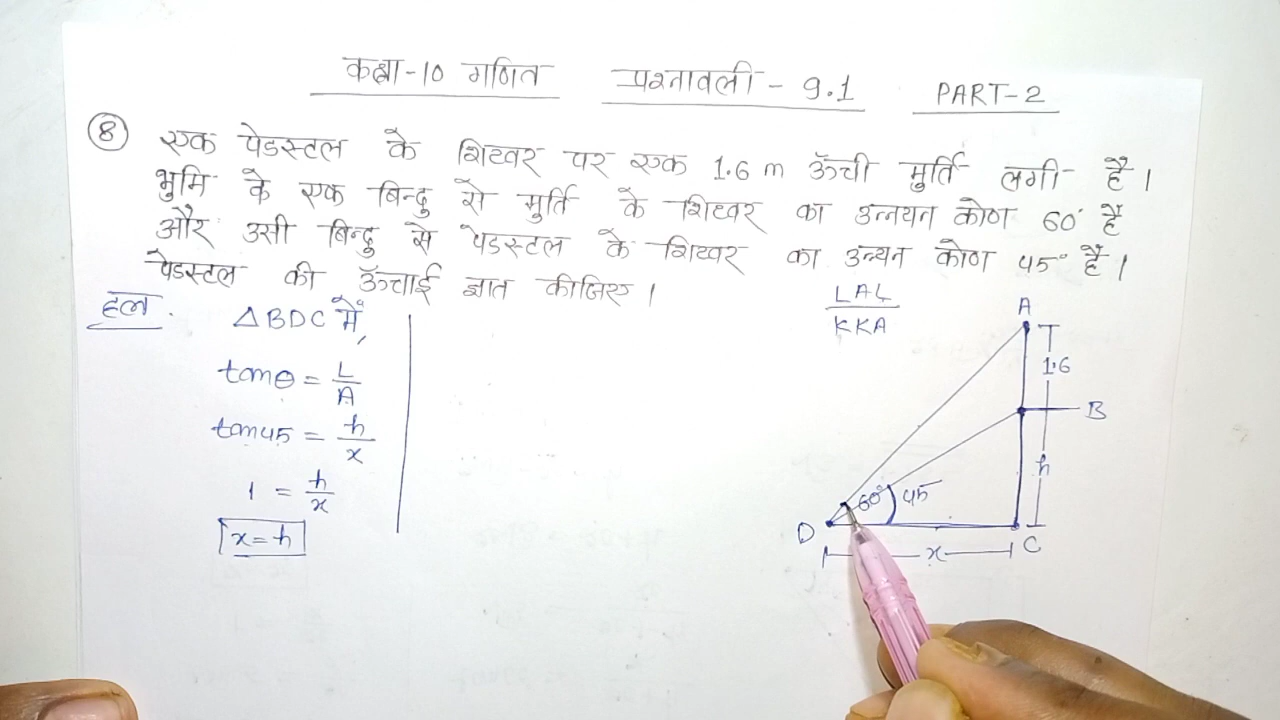 कक्षा-10 गणित प्रश्नावली - 9.1 PART-2
⑧ एक पेडस्टल के शिखर पर एक 1.6 m ऊँची मुर्ति लगी है।
भुमि के एक बिन्दु से मुर्ति के शिखर का उन्नयन कोण 60° है
और उसी बिन्दु से पेडस्टल के शिखर का उन्यन कोण 45° है।
पेडस्टल की ऊँचाई ज्ञात कीजिए।
हल.
△BDC में,
tanθ = L/A
tan45 = h/x
1 = h/x
x = h
LAL
KKA
A
1.6
B
h
60° 45
D
x
C